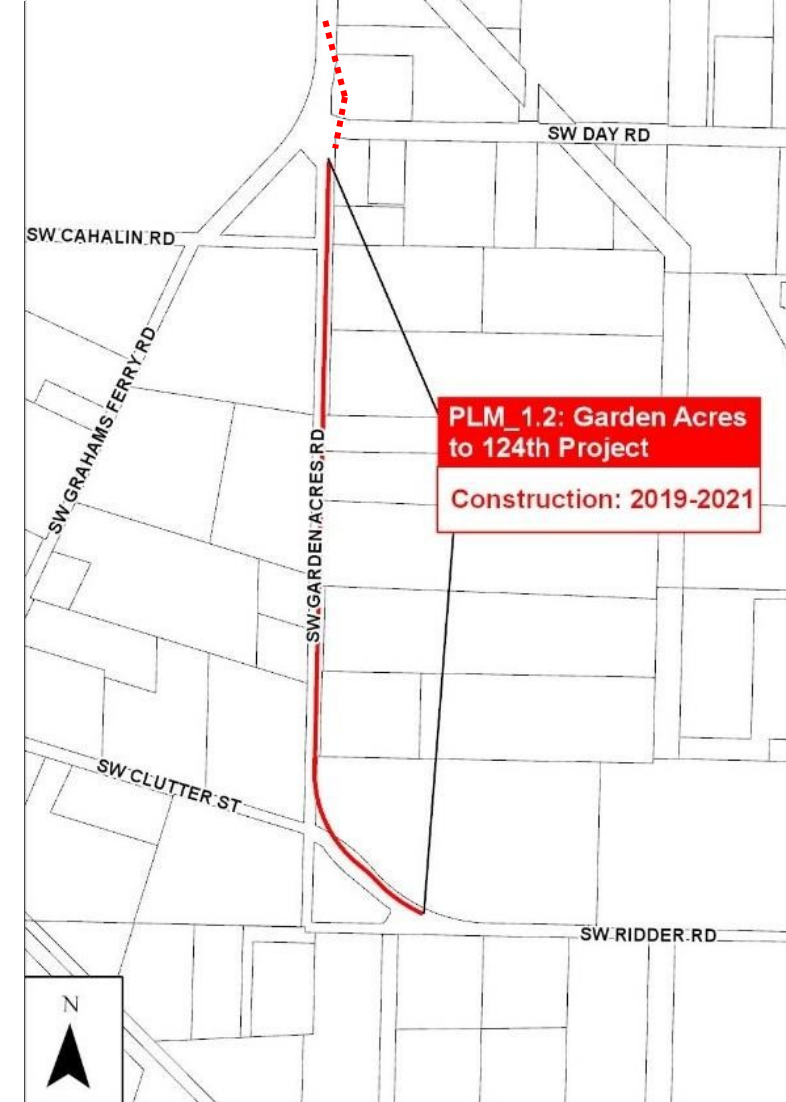 SW DAY RD
SW CAHALIN RD
SW GRAHAMS FERRY RD
PLM_1.2: Garden Acres
to 124th Project
Construction: 2019-2021
SW GARDEN ACRES RD
SW CLUTTER ST
SW RIDDER RD
N